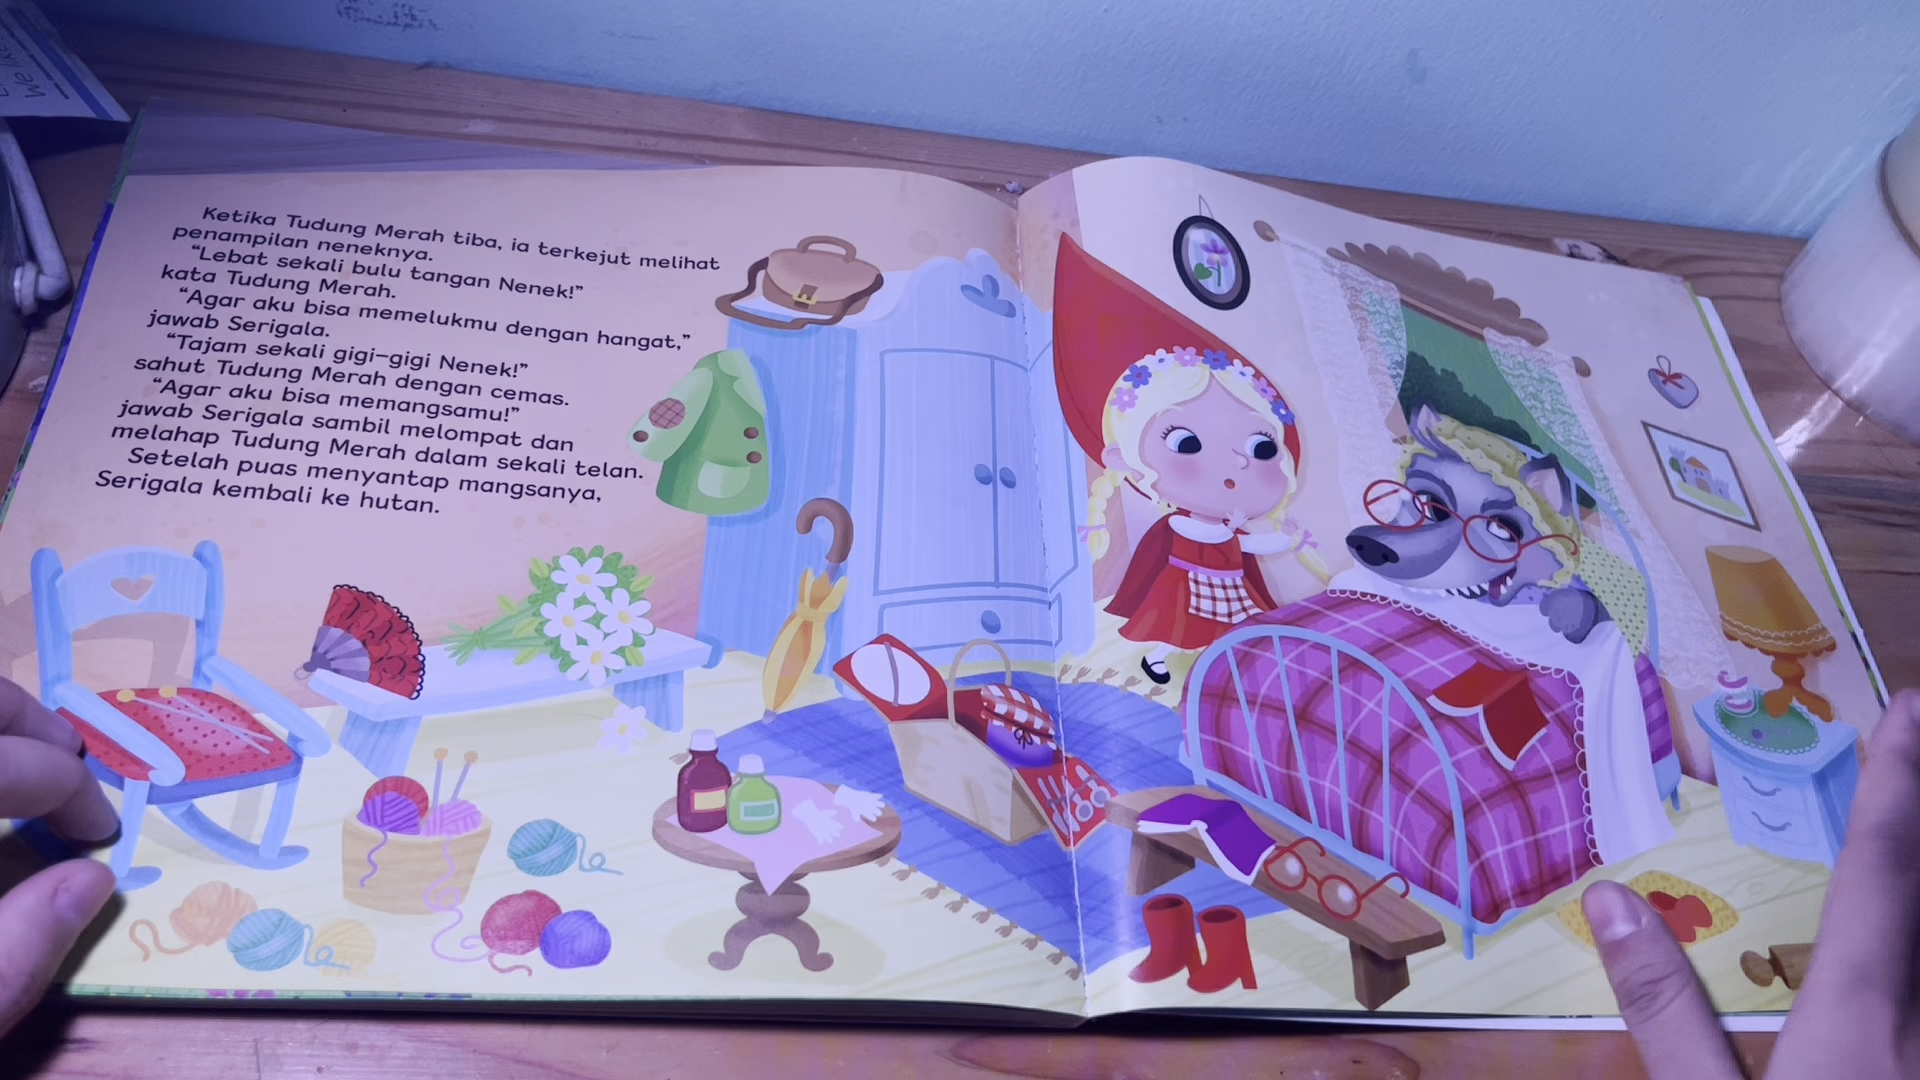 We like
Ketika Tudung Merah tiba, ia terkejut melihat
penampilan neneknya.
“Lebat sekali bulu tangan Nenek!”
kata Tudung Merah.
“Agar aku bisa memelukmu dengan hangat,”
jawab Serigala.
“Tajam sekali gigi-gigi Nenek!”
sahut Tudung Merah dengan cemas.
“Agar aku bisa memangsamu!”
jawab Serigala sambil melompat dan
melahap Tudung Merah dalam sekali telan.
Setelah puas menyantap mangsanya,
Serigala kembali ke hutan.